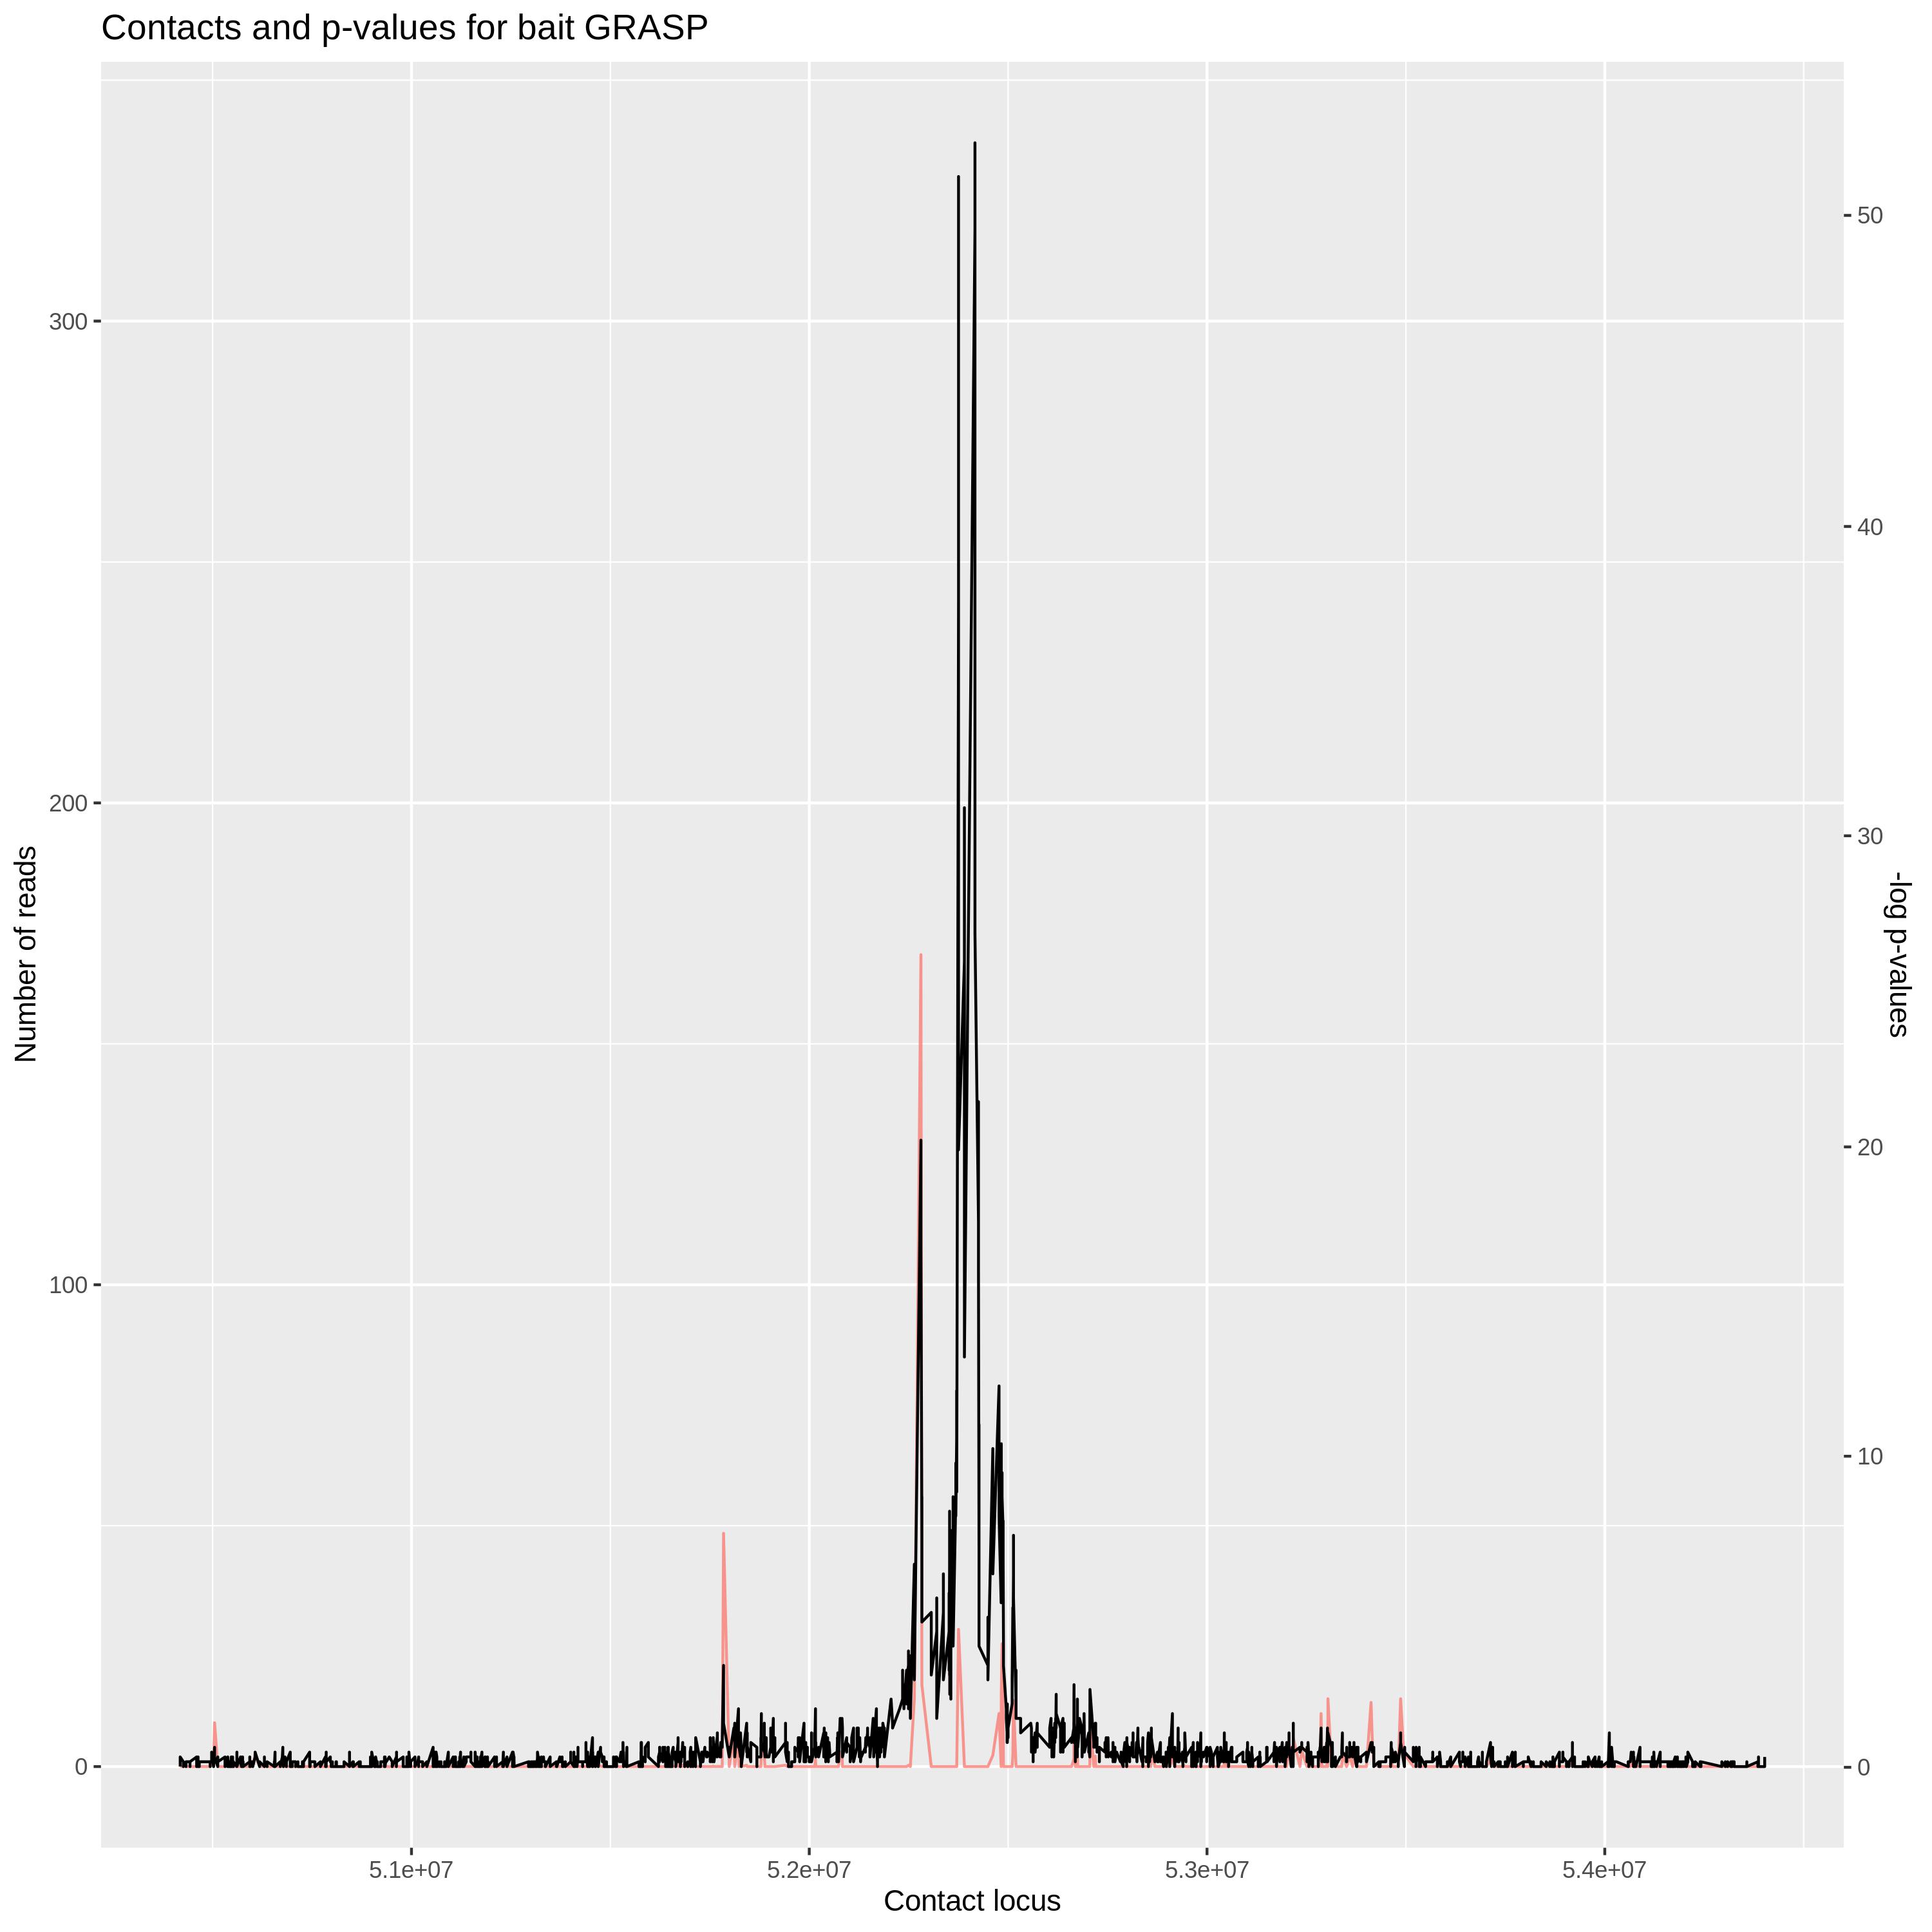 Contacts and p-values for bait GRASP
300
200
100
0
Number of reads
50
40
30
20
10
0
-log p-values
5.1e+07 5.2e+07 5.3e+07 5.4e+07
Contact locus